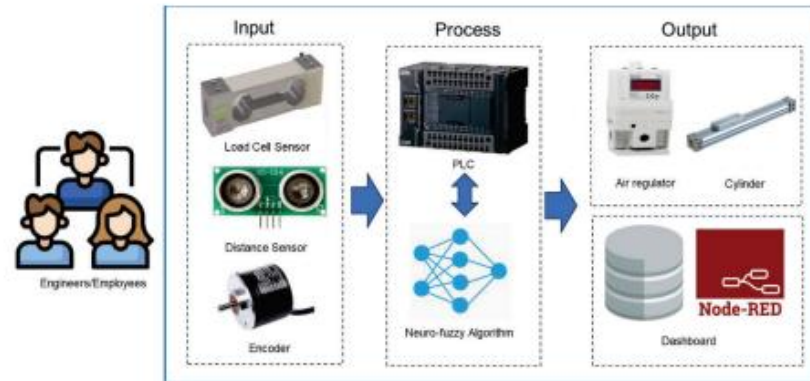 Input
Process
Output
Load Cell Sensor
PLC
Air regulator
Cylinder
Distance Sensor
Engineers/Employees
Encoder
Neuro-fuzzy Algorithm
Node-RED
Dashboard